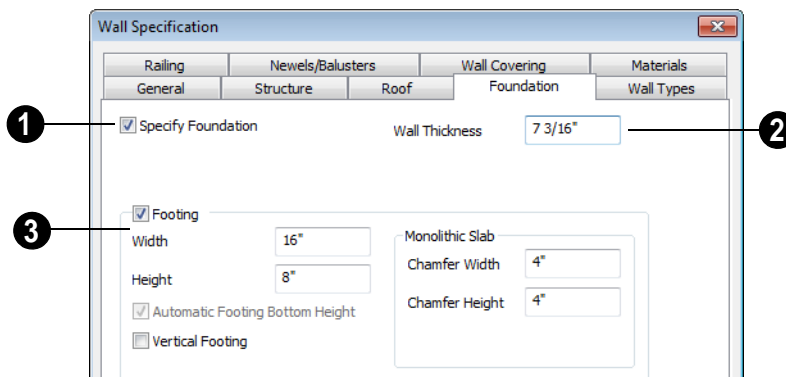 Wall Specification
Railing Newels/Balusters Wall Covering Materials
General Structure Roof Foundation Wall Types
1 Specify Foundation Wall Thickness 7 3/16" 2
3 Footing
Width 16" Monolithic Slab
Chamfer Width 4"
Height 8"
Chamfer Height 4"
Automatic Footing Bottom Height
Vertical Footing